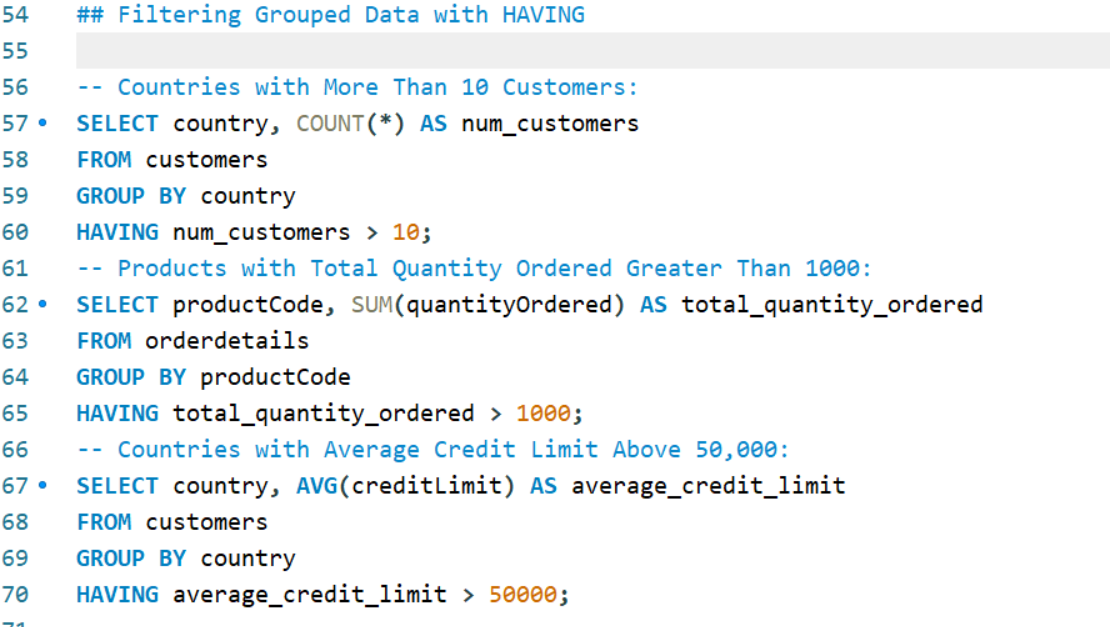 54 ## Filtering Grouped Data with HAVING
55
56 -- Countries with More Than 10 Customers:
57 • SELECT country, COUNT(*) AS num_customers
58 FROM customers
59 GROUP BY country
60 HAVING num_customers > 10;
61 -- Products with Total Quantity Ordered Greater Than 1000:
62 • SELECT productCode, SUM(quantityOrdered) AS total_quantity_ordered
63 FROM orderdetails
64 GROUP BY productCode
65 HAVING total_quantity_ordered > 1000;
66 -- Countries with Average Credit Limit Above 50,000:
67 • SELECT country, AVG(creditLimit) AS average_credit_limit
68 FROM customers
69 GROUP BY country
70 HAVING average_credit_limit > 50000;
71